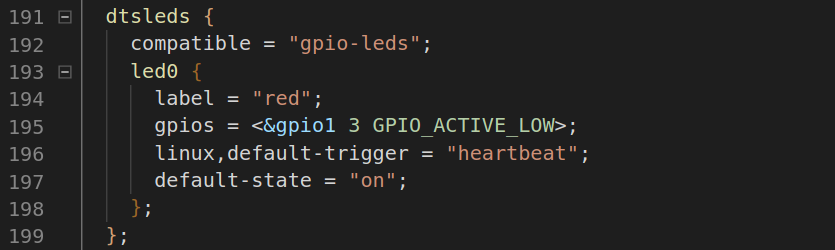 191 dtsleds {
192 compatible = "gpio-leds";
193 led0 {
194 label = "red";
195 gpios = <&gpio1 3 GPIO_ACTIVE_LOW>;
196 linux,default-trigger = "heartbeat";
197 default-state = "on";
198 };
199 };